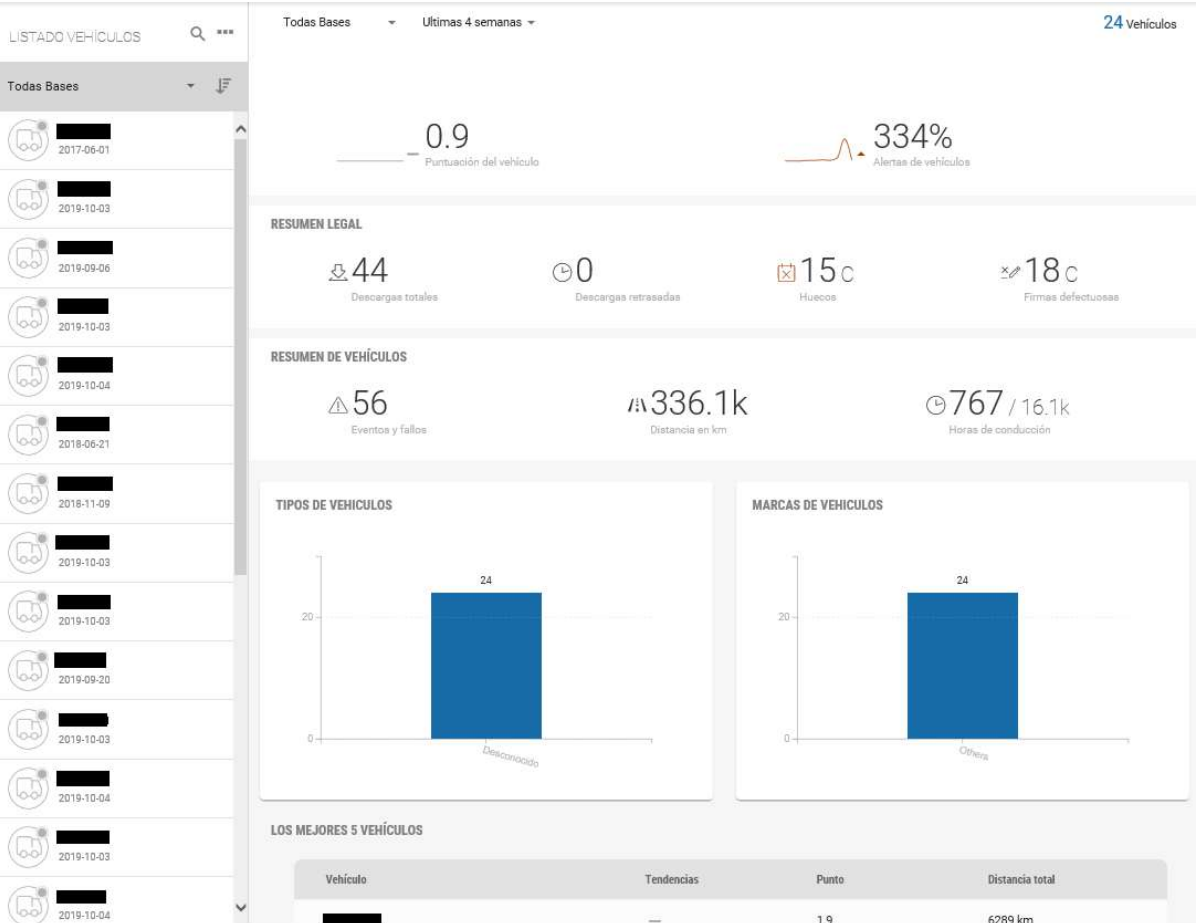 LISTADO VEHÍCULOS
Todas Bases
2017-06-01
2019-10-03
2019-09-06
2019-10-03
2019-10-04
2018-06-21
2018-11-09
2019-10-03
2019-10-03
2019-09-20
2019-10-03
2019-10-04
2019-10-03
2019-10-04
Todas Bases Ultimas 4 semanas
24 Vehículos
0.9
Puntuación del vehículo
334%
Alertas de vehículos
RESUMEN LEGAL
44
Descargas totales
0
Descargas retrasadas
15 C
Huecos
18 C
Firmas defectuosas
RESUMEN DE VEHÍCULOS
56
Eventos y fallos
336.1k
Distancia en km
767 / 16.1k
Horas de conducción
TIPOS DE VEHICULOS
24
20
0
Desconocido
MARCAS DE VEHICULOS
24
20
0
Others
LOS MEJORES 5 VEHÍCULOS
Vehículo Tendencias Punto Distancia total
— 1.9 6289 km